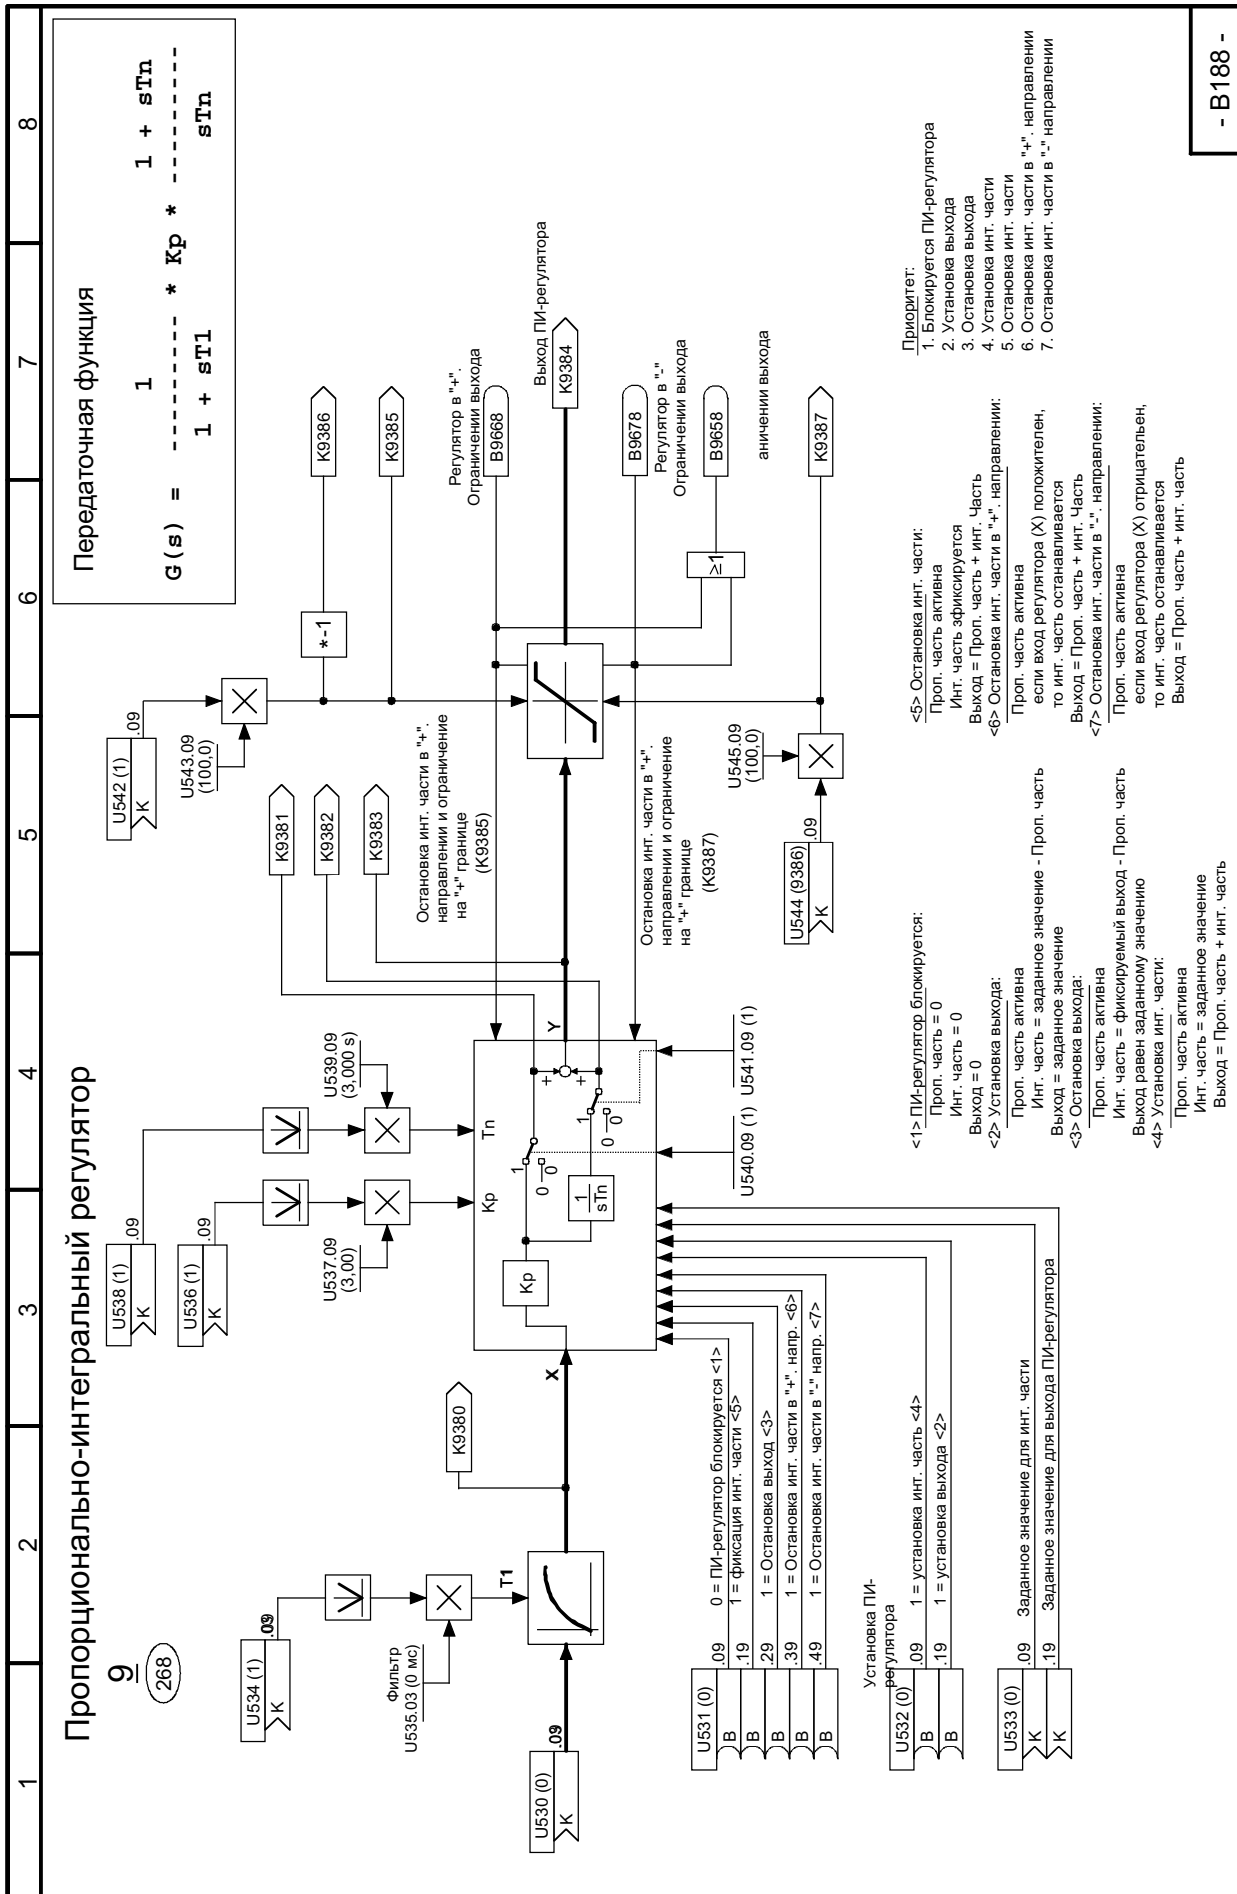 1 2 3 4 5 6 7 8
Пропорционально-интегральный регулятор
9
268
Передаточная функция
1 1 + sTn
G(s) = --------- * Kp * ----------
1 + sT1 sTn
U538 (1)
.09
K
U536 (1)
.09
K
U537.09
(3,00)
U539.09
(3,000 s)
U542 (1)
.09
K
U543.09
(100,0)
*-1
K9386
K9385
U534 (1)
K
Фильтр
U535.03 (0 мс)
T1
U530 (0)
K
K9380
X
Kp
Tn
Kp
1
sTn
1
0
0
1
0
0
+
+
Y
K9381
K9382
K9383
Остановка инт. части в "+".
направлении и ограничение
на "+" границе
(K9385)
Остановка инт. части в "+".
направлении и ограничение
на "+" границе
(K9387)
Регулятор в "+".
Ограничении выхода
B9668
Выход ПИ-регулятора
K9384
B9678
Регулятор в "-"
Ограничении выхода
B9658
≥1
аничении выхода
K9387
U545.09
(100,0)
U544 (9386)
.09
K
U540.09 (1)
U541.09 (1)
U531 (0)
B
.09
0 = ПИ-регулятор блокируется <1>
B
.19
1 = фиксация инт. части <5>
B
.29
1 = Остановка выход <3>
B
.39
1 = Остановка инт. части в "+". напр. <6>
B
.49
1 = Остановка инт. части в "-" напр. <7>
Установка ПИ-
регулятора
U532 (0)
B
.09
1 = установка инт. часть <4>
B
.19
1 = установка выхода <2>
U533 (0)
K
.09
Заданное значение для инт. части
K
.19
Заданное значение для выхода ПИ-регулятора
<1> ПИ-регулятор блокируется:
Проп. часть = 0
Инт. часть = 0
Выход = 0
<2> Установка выхода:
Проп. часть активна
Инт. часть = заданное значение - Проп. часть
Выход = заданное значение
<3> Остановка выхода:
Проп. часть активна
Инт. часть = фиксируемый выход - Проп. часть
Выход равен заданному значению
<4> Установка инт. части:
Проп. часть активна
Инт. часть = заданное значение
Выход = Проп. часть + инт. часть
<5> Остановка инт. части:
Проп. часть активна
Инт. часть зфиксируется
Выход = Проп. часть + инт. Часть
<6> Остановка инт. части в "+". направлении:
Проп. часть активна
если вход регулятора (X) положителен,
то инт. часть останавливается
Выход = Проп. часть + инт. Часть
<7> Остановка инт. части в "-". направлении:
Проп. часть активна
если вход регулятора (X) отрицательен,
то инт. часть останавливается
Выход = Проп. часть + инт. часть
Приоритет:
1. Блокируется ПИ-регулятора
2. Установка выхода
3. Остановка выхода
4. Установка инт. части
5. Остановка инт. части
6. Остановка инт. части в "+". направлении
7. Остановка инт. части в "-" направлении
- B188 -